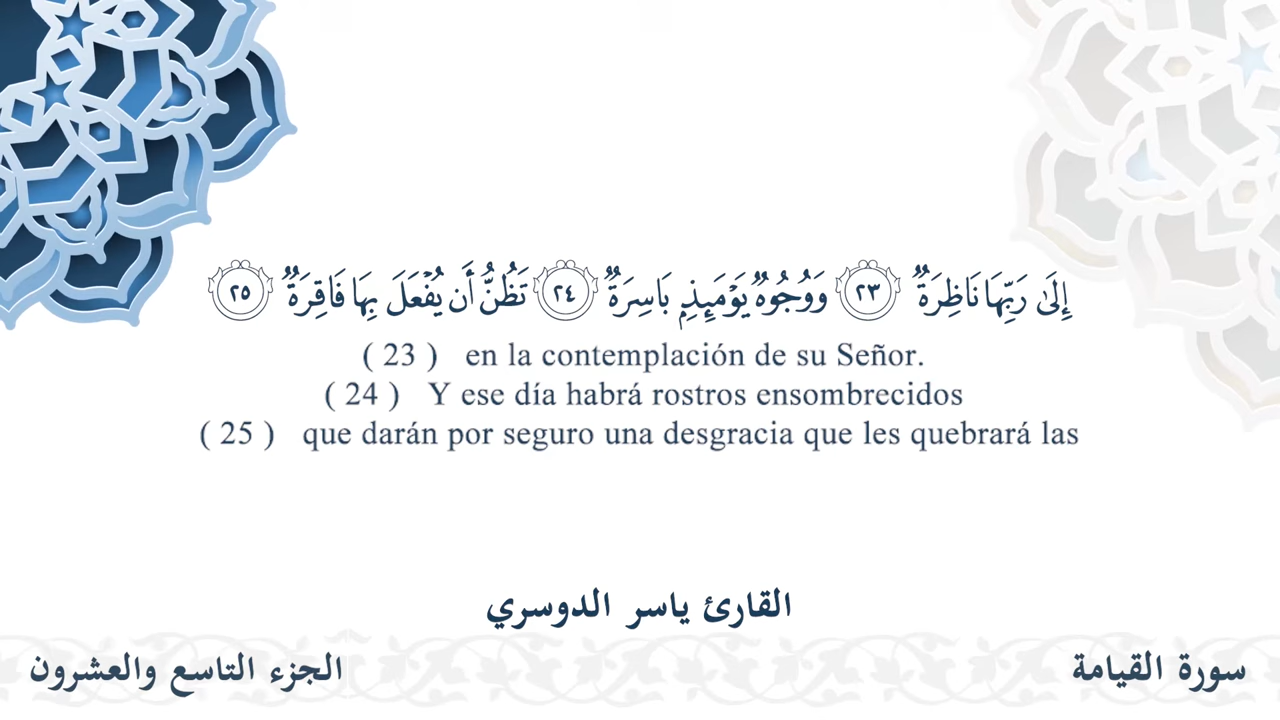 إِلَىٰ رَبِّهَا نَاظِرَةٌ ٢٣ وَوُجُوهٌ يَوْمَئِذٍ بَاسِرَةٌ ٢٤ تَظُنُّ أَن يُفْعَلَ بِهَا فَاقِرَةٌ ٢٥
( 23 ) en la contemplación de su Señor.
( 24 ) Y ese día habrá rostros ensombrecidos
( 25 ) que darán por seguro una desgracia que les quebrará las
القارئ ياسر الدوسري
سورة القيامة
الجزء التاسع والعشرون